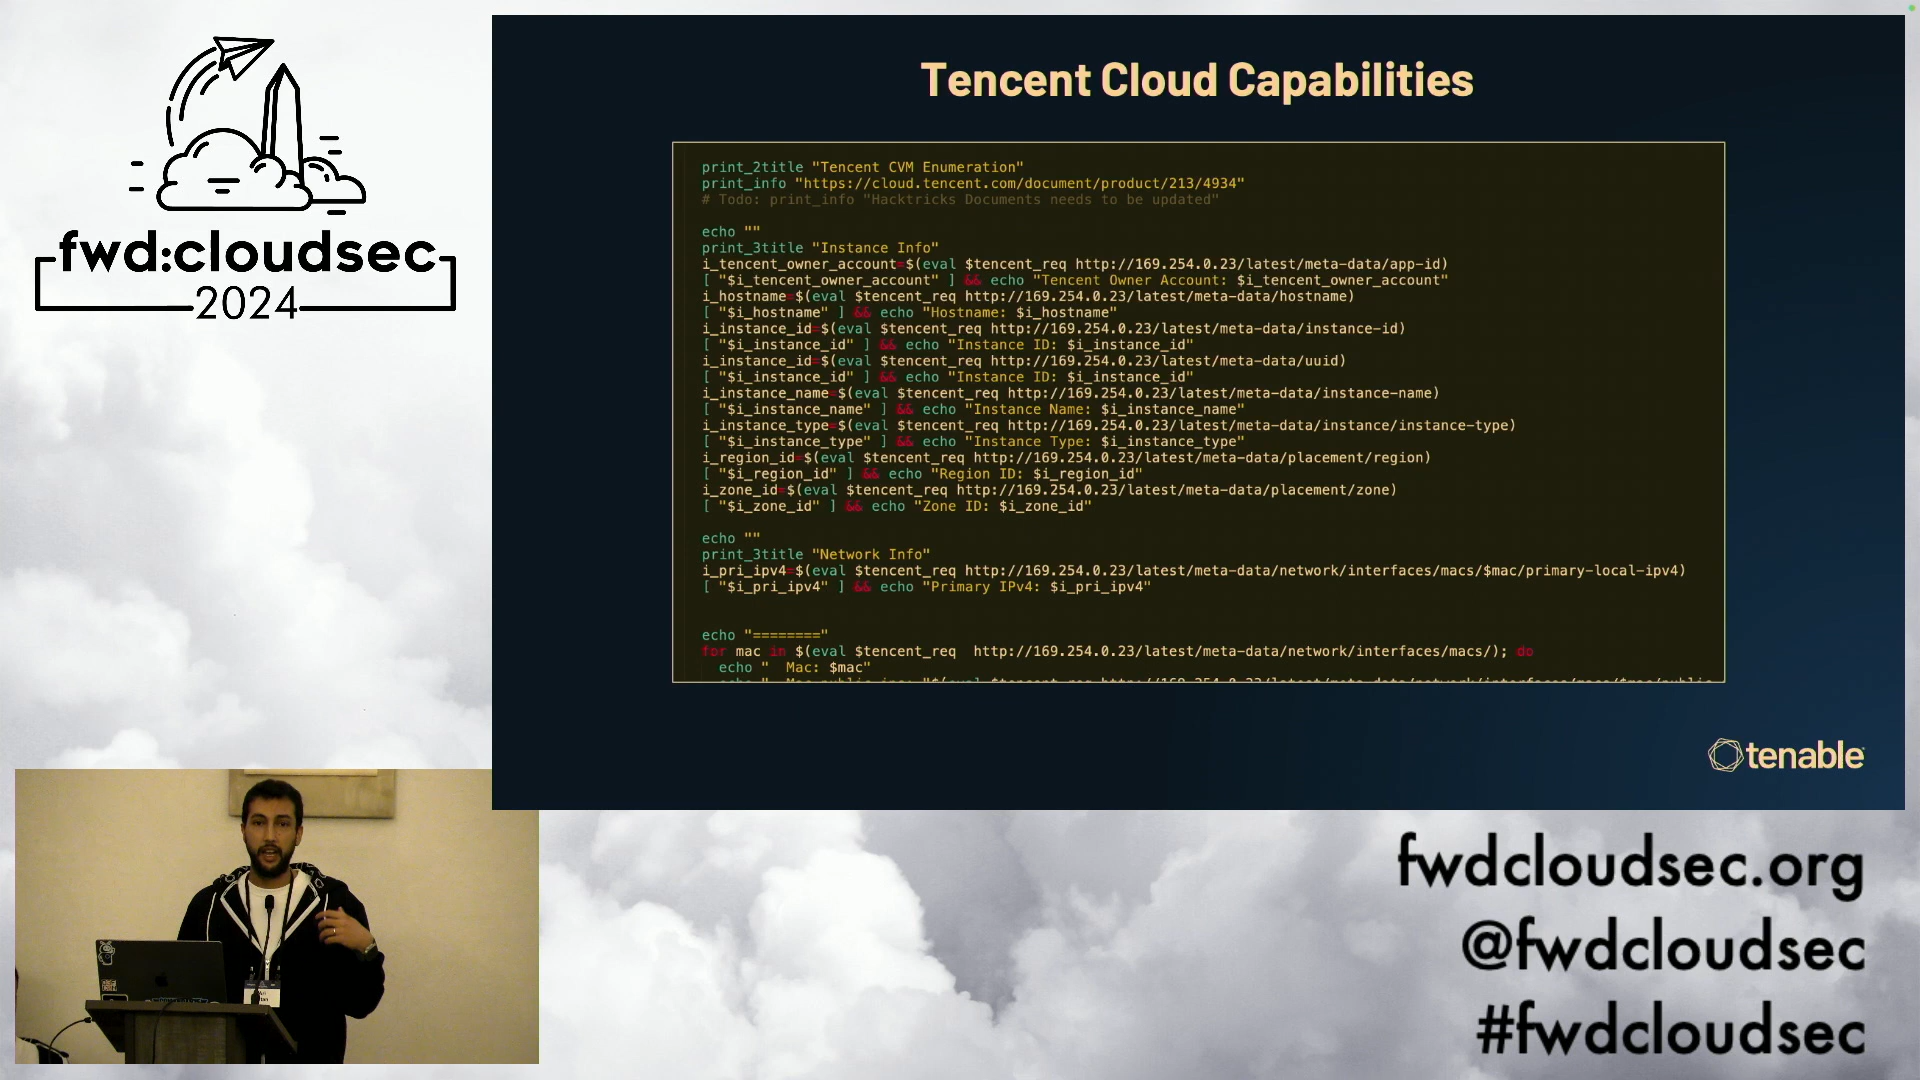 fwd:cloudsec
2024
Tencent Cloud Capabilities
print_2title "Tencent CVM Enumeration"
print_info "https://cloud.tencent.com/document/product/213/4934"
# Todo: print_info "Hacktricks Documents needs to be updated"
echo ""
print_3title "Instance Info"
i_tencent_owner_account=$(eval $tencent_req http://169.254.0.23/latest/meta-data/app-id)
[ "$i_tencent_owner_account" ] && echo "Tencent Owner Account: $i_tencent_owner_account"
i_hostname=$(eval $tencent_req http://169.254.0.23/latest/meta-data/hostname)
[ "$i_hostname" ] && echo "Hostname: $i_hostname"
i_instance_id=$(eval $tencent_req http://169.254.0.23/latest/meta-data/instance-id)
[ "$i_instance_id" ] && echo "Instance ID: $i_instance_id"
i_instance_id=$(eval $tencent_req http://169.254.0.23/latest/meta-data/uuid)
[ "$i_instance_id" ] && echo "Instance ID: $i_instance_id"
i_instance_name=$(eval $tencent_req http://169.254.0.23/latest/meta-data/instance-name)
[ "$i_instance_name" ] && echo "Instance Name: $i_instance_name"
i_instance_type=$(eval $tencent_req http://169.254.0.23/latest/meta-data/instance/instance-type)
[ "$i_instance_type" ] && echo "Instance Type: $i_instance_type"
i_region_id=$(eval $tencent_req http://169.254.0.23/latest/meta-data/placement/region)
[ "$i_region_id" ] && echo "Region ID: $i_region_id"
i_zone_id=$(eval $tencent_req http://169.254.0.23/latest/meta-data/placement/zone)
[ "$i_zone_id" ] && echo "Zone ID: $i_zone_id"
echo ""
print_3title "Network Info"
i_pri_ipv4=$(eval $tencent_req http://169.254.0.23/latest/meta-data/network/interfaces/macs/$mac/primary-local-ipv4)
[ "$i_pri_ipv4" ] && echo "Primary IPv4: $i_pri_ipv4"
echo "========"
for mac in $(eval $tencent_req  http://169.254.0.23/latest/meta-data/network/interfaces/macs/); do
echo "  Mac: $mac"
tenable
fwdcloudsec.org
@fwdcloudsec
#fwdcloudsec